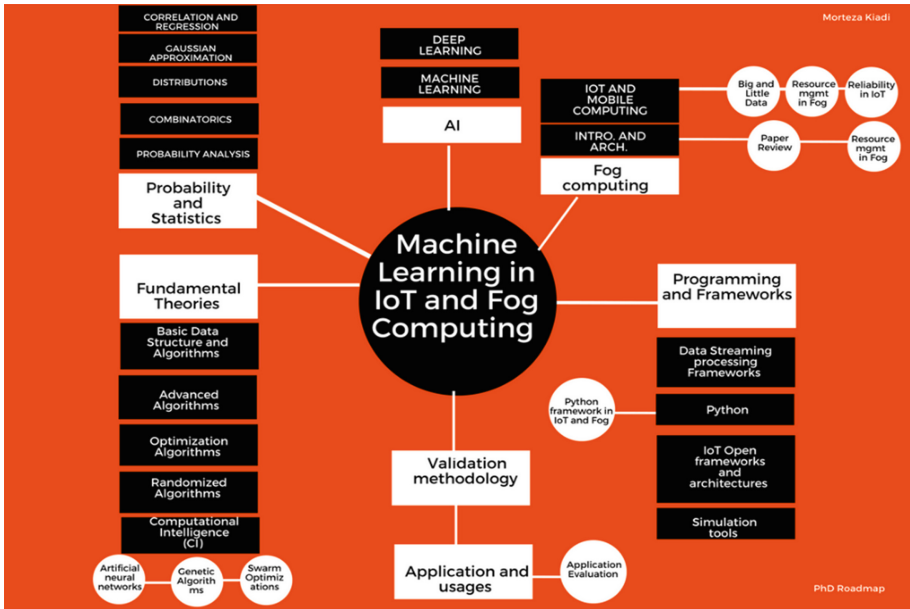 Morteza Kiadi
CORRELATION AND
REGRESSION
GAUSSIAN
APPROXIMATION
DISTRIBUTIONS
COMBINATORICS
PROBABILITY ANALYSIS
Probability
and
Statistics
DEEP
LEARNING
MACHINE
LEARNING
AI
IOT AND
MOBILE
COMPUTING
INTRO. AND
ARCH.
Fog
computing
Big and
Little
Data
Resource
mgmt
in Fog
Reliability
in IoT
Paper
Review
Resource
mgmt
in Fog
Machine
Learning in
IoT and Fog
Computing
Fundamental
Theories
Basic Data
Structure and
Algorithms
Advanced
Algorithms
Optimization
Algorithms
Randomized
Algorithms
Computational
Intelligence
(CI)
Artificial
neural
networks
Genetic
Algorith
ms
Swarm
Optimiz
ations
Validation
methodology
Application and
usages
Application
Evaluation
Programming
and Frameworks
Data Streaming
processing
Frameworks
Python
framework in
IoT and Fog
Python
IoT Open
frameworks
and
architectures
Simulation
tools
PhD Roadmap